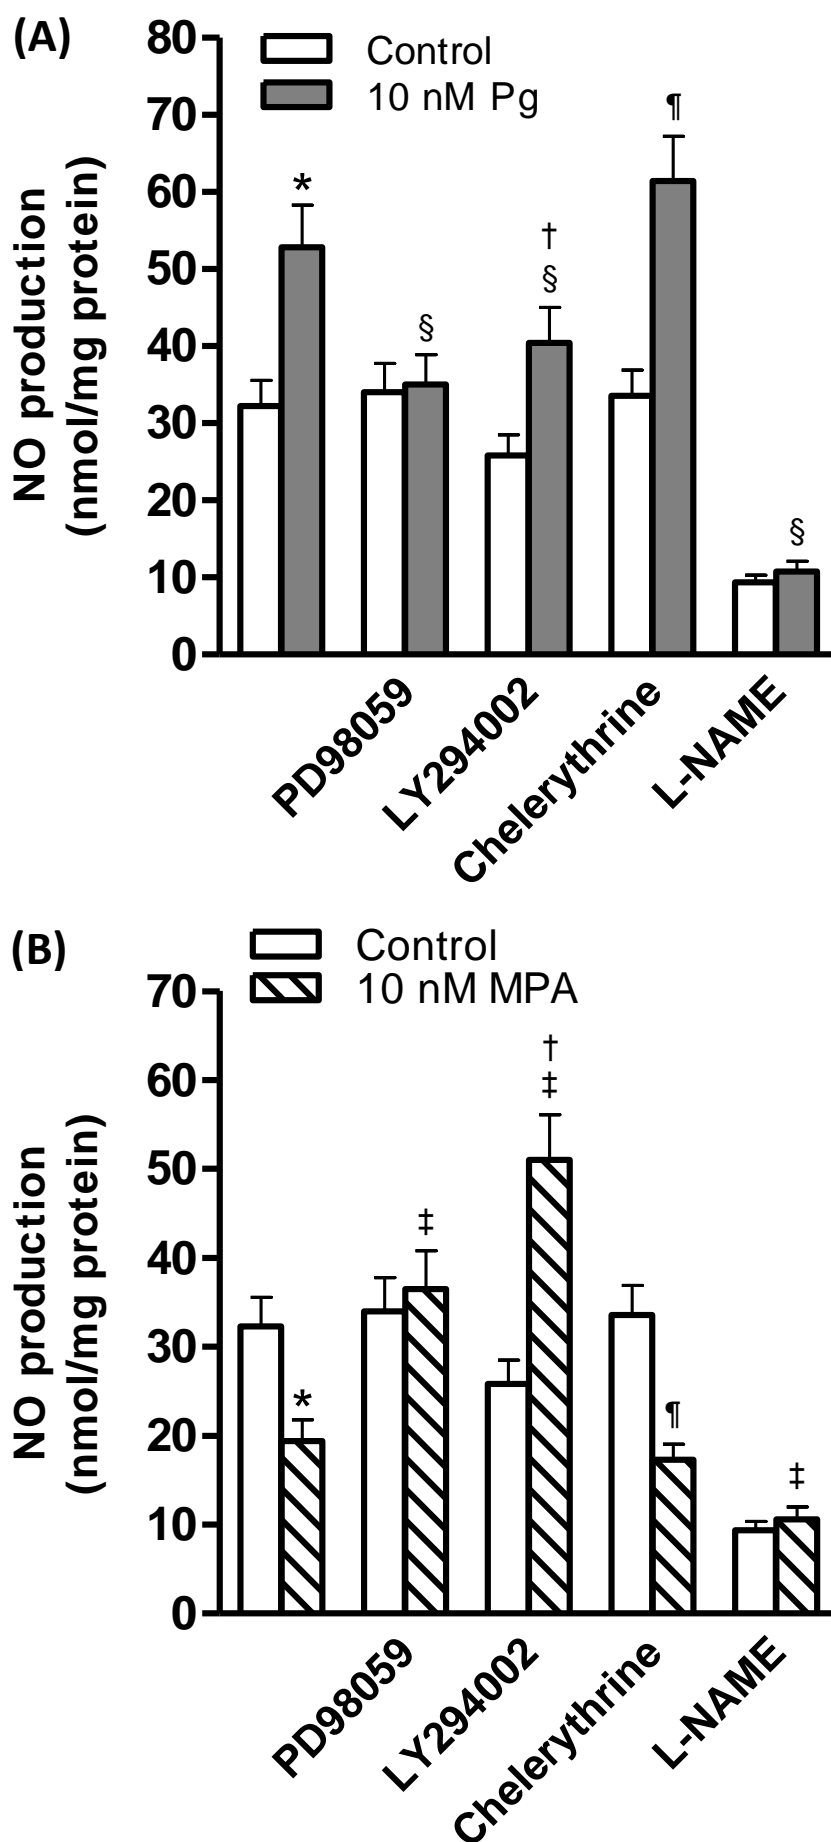 (A)
Control
10 nM Pg
NO production
(nmol/mg protein)
80
70
60
50
40
30
20
10
0
*
§
†
§
¶
§
PD98059
LY294002
Chelerythrine
L-NAME
(B)
Control
10 nM MPA
NO production
(nmol/mg protein)
70
60
50
40
30
20
10
0
*
‡
†
‡
¶
‡
PD98059
LY294002
Chelerythrine
L-NAME